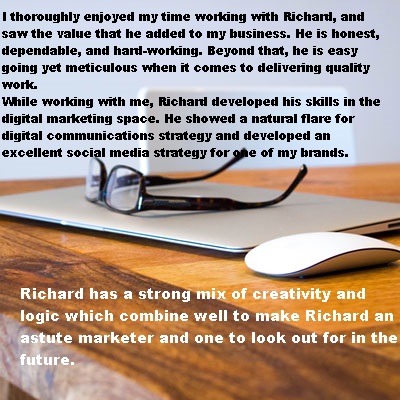 I thoroughly enjoyed my time working with Richard, and
saw the value that he added to my business. He is honest,
dependable, and hard-working. Beyond that, he is easy
going yet meticulous when it comes to delivering quality
work.
While working with me, Richard developed his skills in the
digital marketing space. He showed a natural flare for
digital communications strategy and developed an
excellent social media strategy for one of my brands.
Richard has a strong mix of creativity and
logic which combine well to make Richard an
astute marketer and one to look out for in the
future.